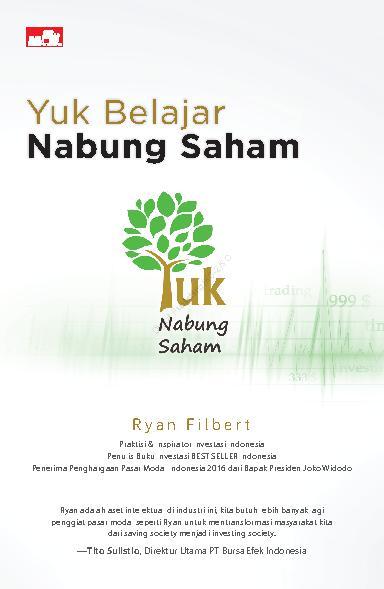 Yuk Belajar
Nabung Saham
Yuk
Nabung
Saham
trading
999 $
tin
invest
333 $
Ryan Filbert
Praktisi & Inspirator Investasi Indonesia
Penulis Buku Investasi BEST SELLER Indonesia
Penerima Penghargaan Pasar Modal Indonesia 2016 dari Bapak Presiden Joko Widodo
Ryan adalah aset intelektual di industri ini, kita butuh lebih banyak lagi
penggiat pasar modal seperti Ryan untuk mentransformasi masyarakat kita
dari saving society menjadi investing society.
—Tito Sulistio, Direktur Utama PT Bursa Efek Indonesia